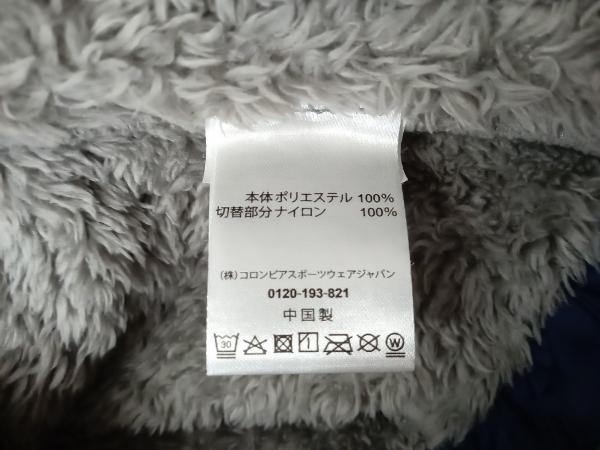 本体 ポリエステル 100%
切替部分 ナイロン 100%
(株)コロンビアスポーツウェアジャパン
0120-193-821
中国製
30 W